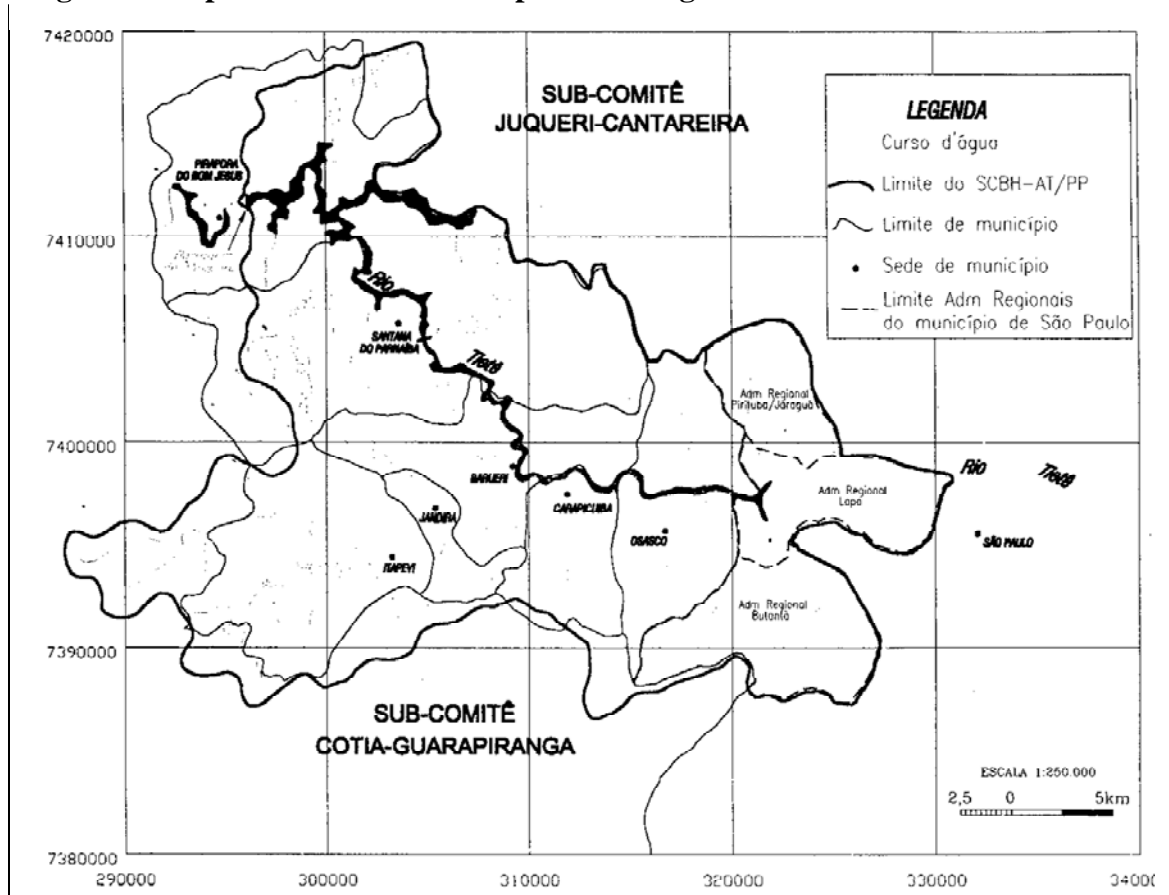 7420000
SUB-COMITÊ
JUQUERI-CANTAREIRA
LEGENDA
Curso d'água
Limite do SCBH-AT/PP
Limite de município
Sede de município
Limite Adm Regionais
do município de São Paulo
PIRAPORA
DO BOM JESUS
7410000
Rio
SANTANA
DO PARNAÍBA
Tietê
Adm Regional
Pirituba/Jaraguá
7400000
BARUERI
Rio
Tietê
CARAPICUIBA
Adm Regional
Lapa
JANDIRA
OSASCO
SÃO PAULO
ITAPEVI
Adm Regional
Butantã
7390000
SUB-COMITÊ
COTIA-GUARAPIRANGA
ESCALA 1:250.000
2,5 0 5km
7380000
290000 300000 310000 320000 330000 34000